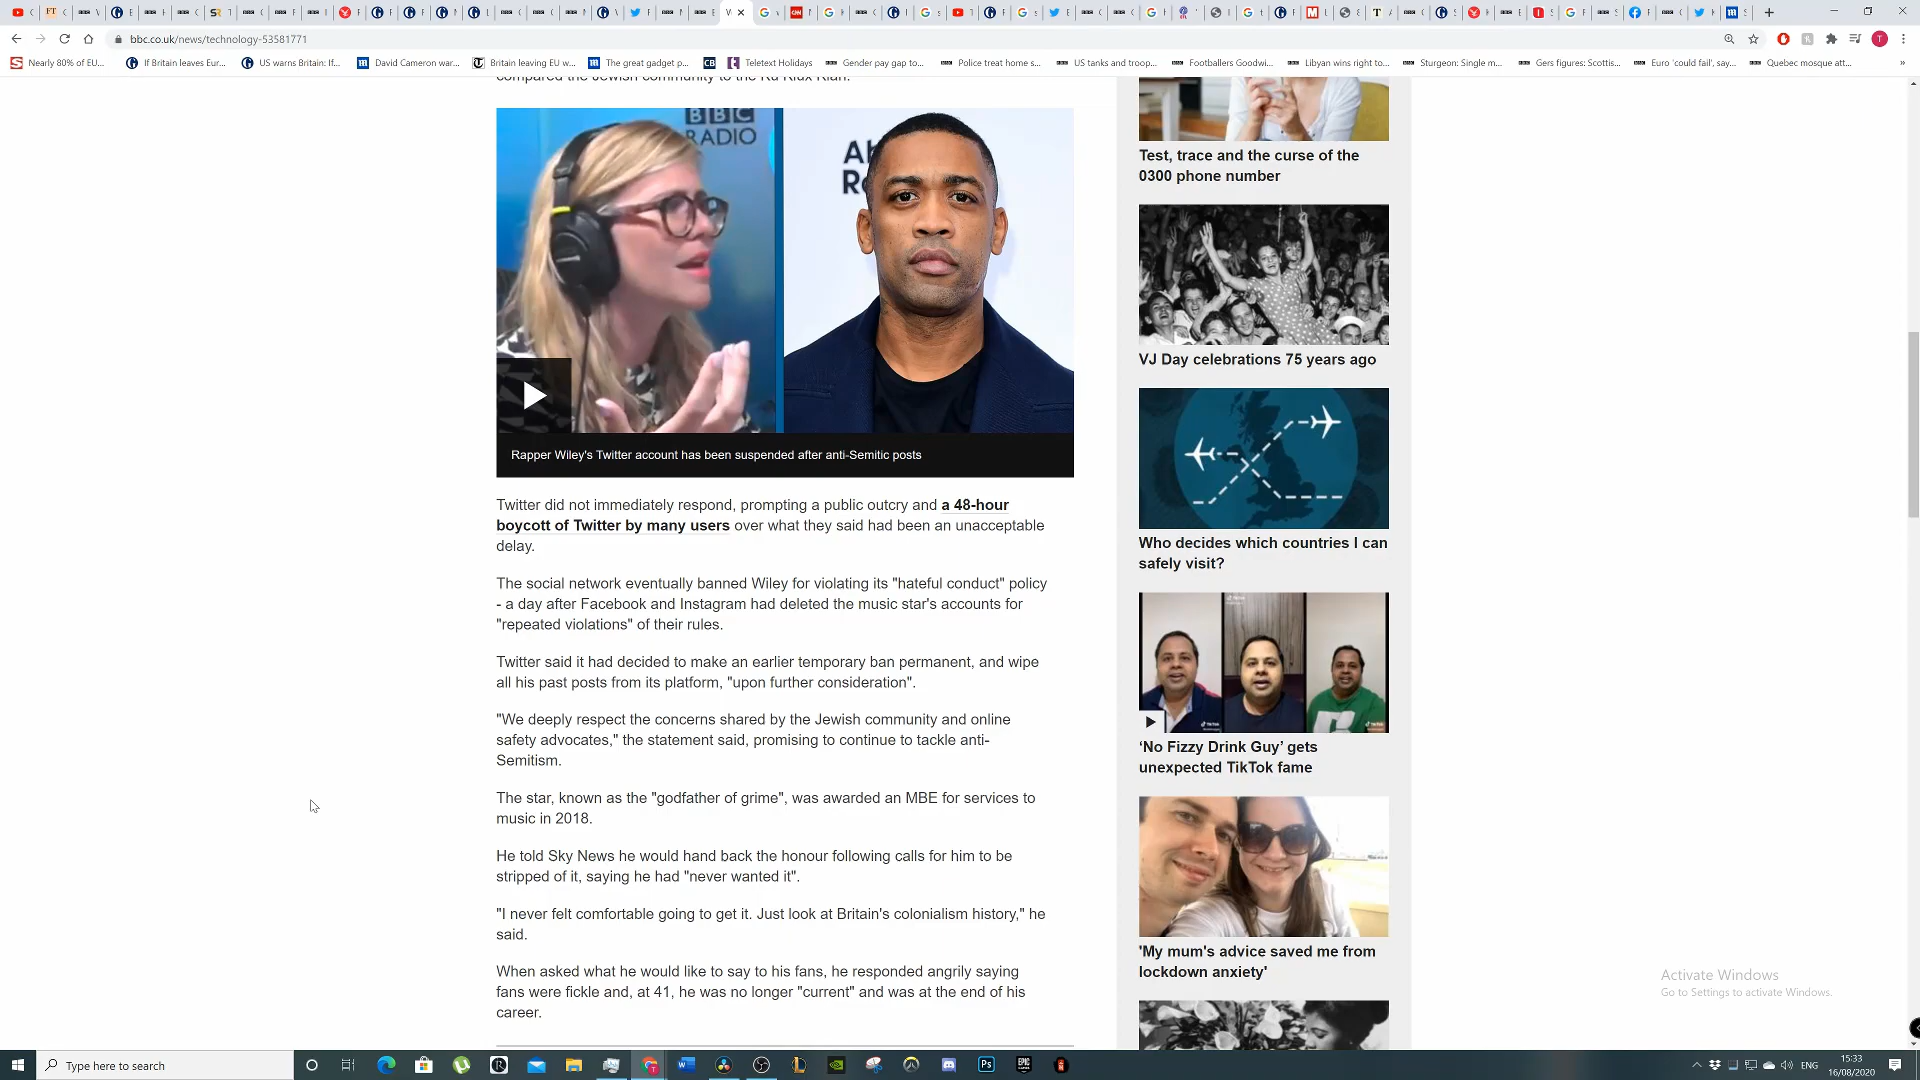 bbc.co.uk/news/technology-53581771
Nearly 80% of EU...
If Britain leaves Eur...
US warns Britain: If...
David Cameron war...
Britain leaving EU w...
The great gadget p...
Teletext Holidays
Gender pay gap to...
Police treat home s...
US tanks and troop...
Footballers Goodwi...
Libyan wins right to...
Sturgeon: Single m...
Gers figures: Scottis...
Euro 'could fail', say...
Quebec mosque att...
compared the Jewish community to the Ku Klux Klan.
BBC
RADIO
Rapper Wiley's Twitter account has been suspended after anti-Semitic posts
Twitter did not immediately respond, prompting a public outcry and a 48-hour
boycott of Twitter by many users over what they said had been an unacceptable
delay.
The social network eventually banned Wiley for violating its "hateful conduct" policy
- a day after Facebook and Instagram had deleted the music star's accounts for
"repeated violations" of their rules.
Twitter said it had decided to make an earlier temporary ban permanent, and wipe
all his past posts from its platform, "upon further consideration".
"We deeply respect the concerns shared by the Jewish community and online
safety advocates," the statement said, promising to continue to tackle anti-
Semitism.
The star, known as the "godfather of grime", was awarded an MBE for services to
music in 2018.
He told Sky News he would hand back the honour following calls for him to be
stripped of it, saying he had "never wanted it".
"I never felt comfortable going to get it. Just look at Britain's colonialism history," he
said.
When asked what he would like to say to his fans, he responded angrily saying
fans were fickle and, at 41, he was no longer "current" and was at the end of his
career.
Test, trace and the curse of the
0300 phone number
VJ Day celebrations 75 years ago
Who decides which countries I can
safely visit?
‘No Fizzy Drink Guy’ gets
unexpected TikTok fame
'My mum's advice saved me from
lockdown anxiety'
Activate Windows
Go to Settings to activate Windows.
Type here to search
ENG
15:33
16/08/2020